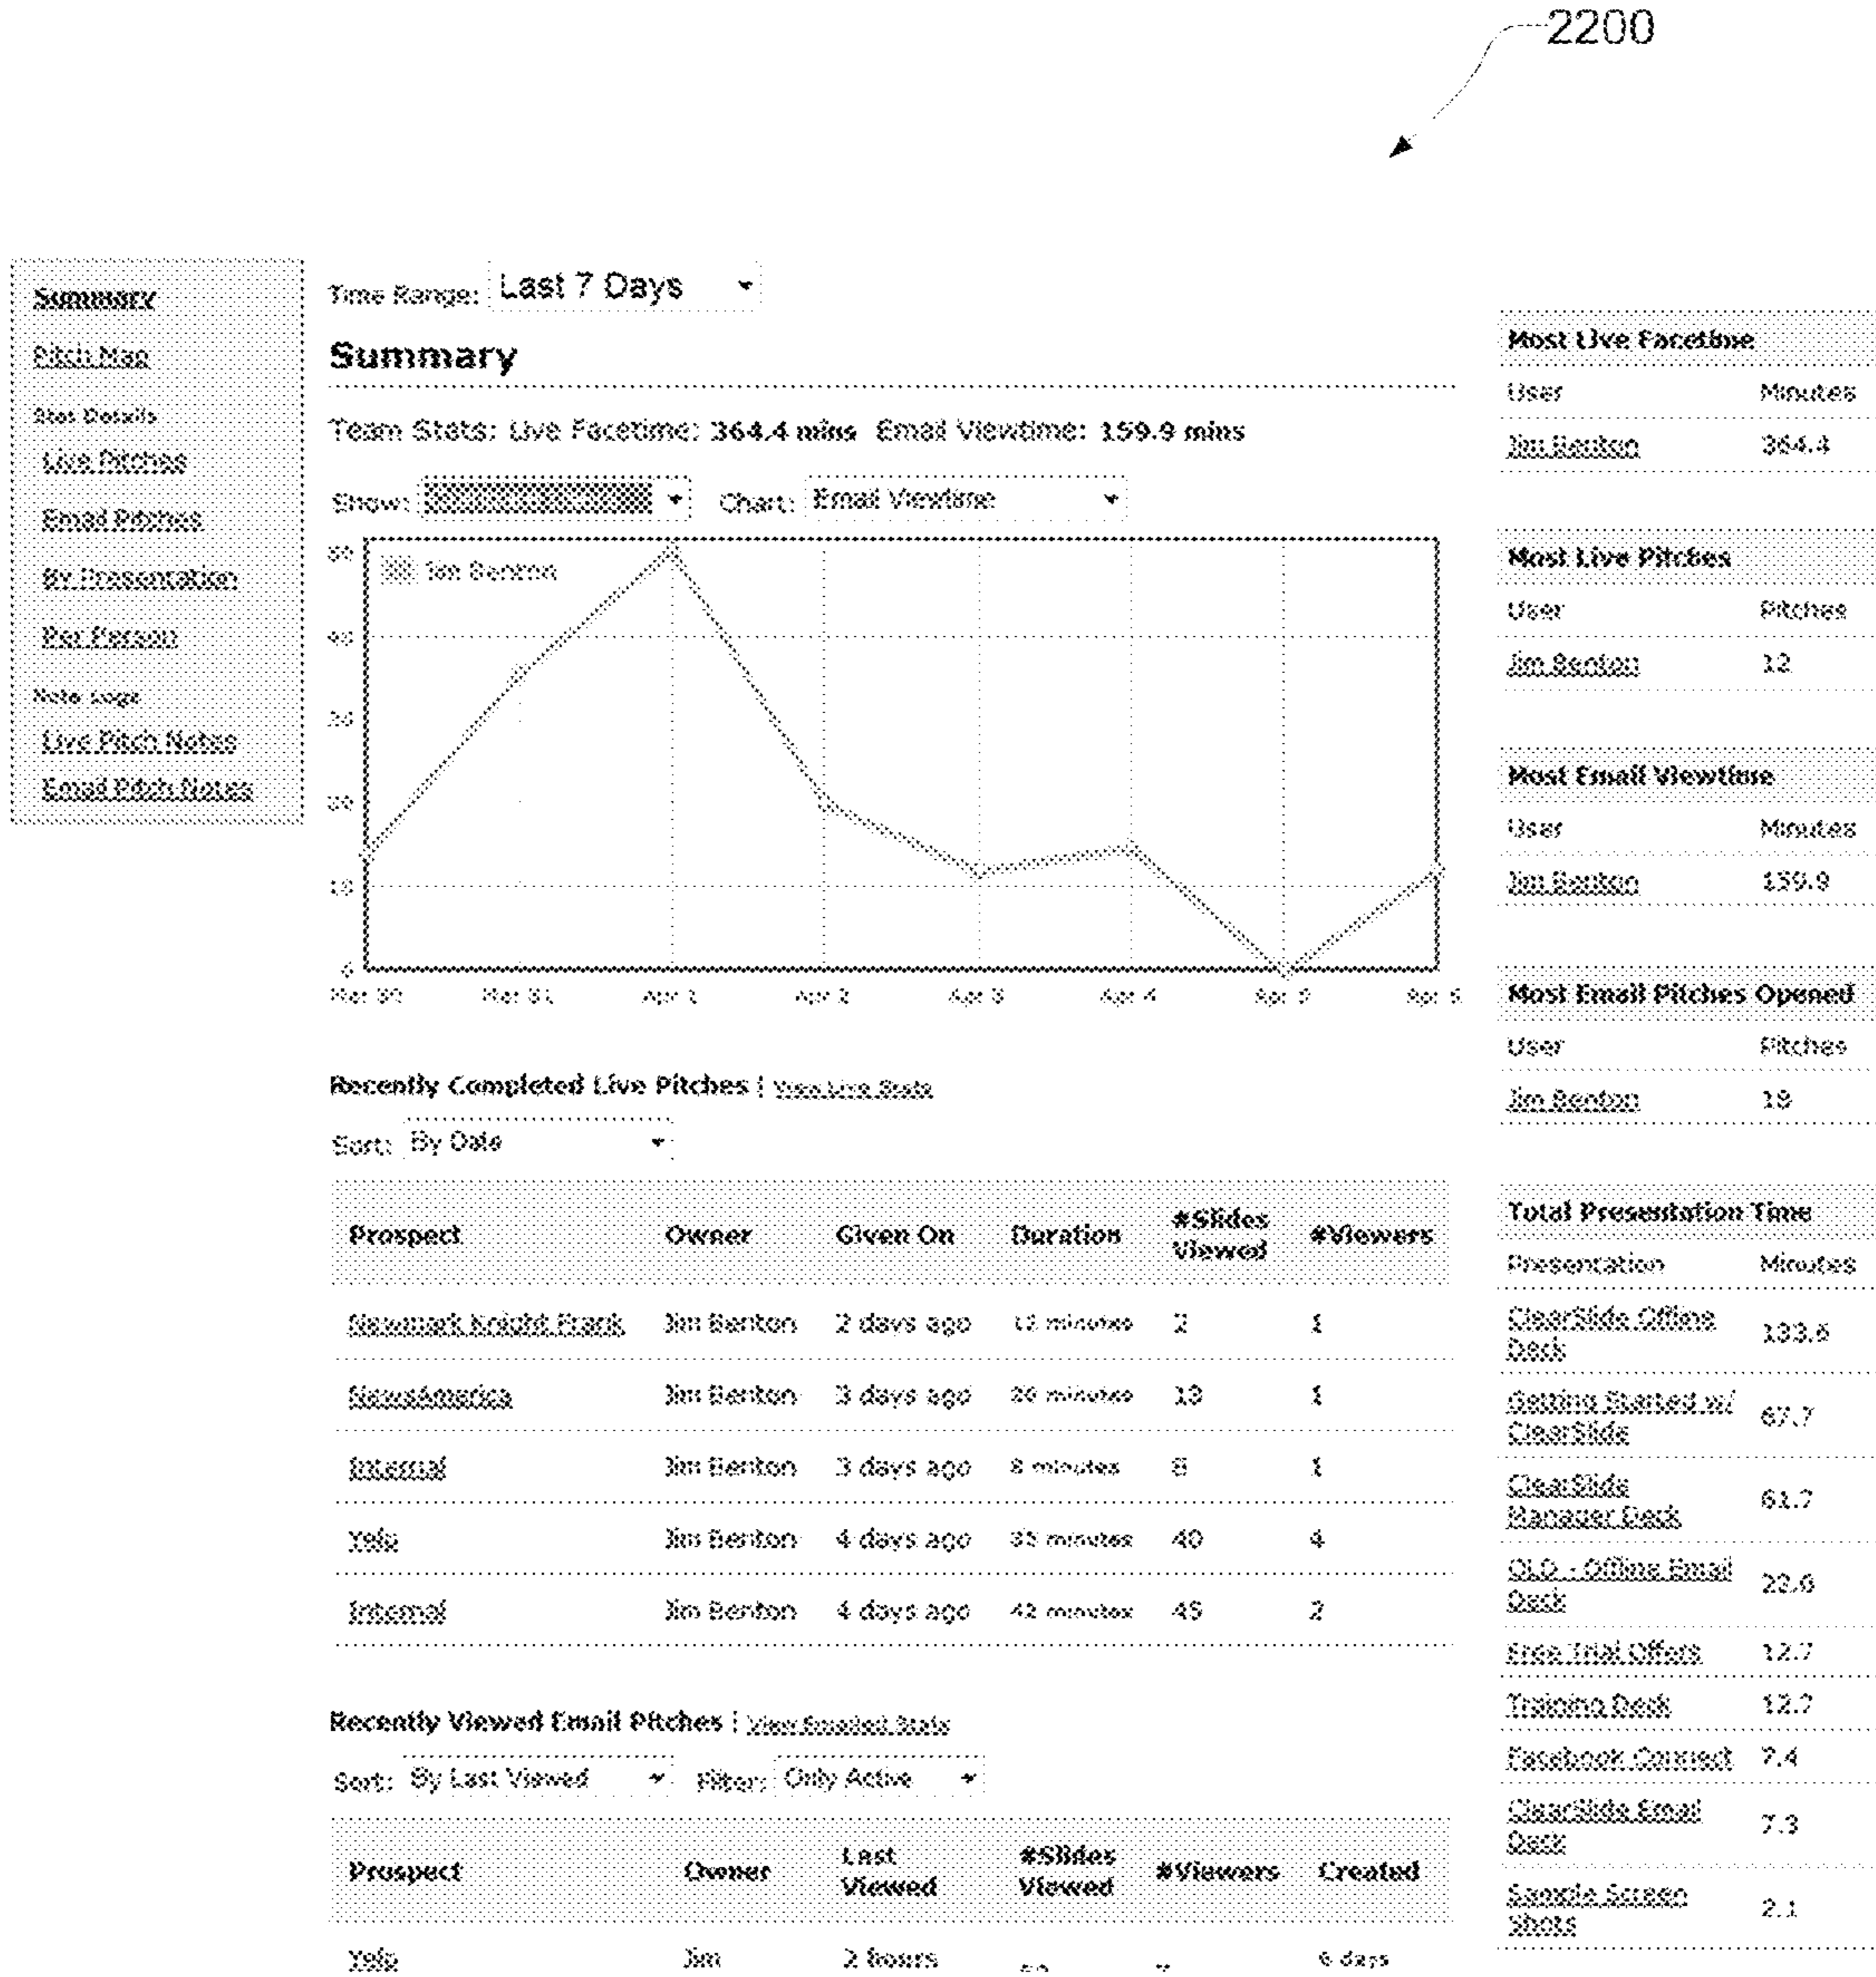 2200
Summary
Pitch Map
Stat Details
Live Pitches
Email Pitches
By Presentation
Per Person
Note Logs
Live Pitch Notes
Email Pitch Notes
Time Range: Last 7 Days
Summary
Team Stats: Live Facetime: 364.4 mins Email Viewtime: 159.9 mins
Show: Chart: Email Viewtime
Jim Benton
50
40
30
20
10
0
Mar 30 Mar 31 Apr 1 Apr 2 Apr 3 Apr 4 Apr 5 Apr 6
Recently Completed Live Pitches | View Live Stats
Sort: By Date
Prospect Owner Given On Duration #Slides Viewed #Viewers
Newmark Knight Frank Jim Benton 2 days ago 12 minutes 2 1
NewsAmerica Jim Benton 3 days ago minutes 13 1
Internal Jim Benton 3 days ago 8 minutes 8 1
Yelp Jim Benton 4 days ago minutes 40 4
Internal Jim Benton 4 days ago 42 minutes 45 2
Recently Viewed Email Pitches | View Emailed Stats
Sort: By Last Viewed Filter: Only Active
Prospect Owner Last Viewed #Slides Viewed #Viewers Created
Yelp Jim 2 hours days
Most Live Facetime
User Minutes
Jim Benton 364.4
Most Live Pitches
User Pitches
Jim Benton 12
Most Email Viewtime
User Minutes
Jim Benton 159.9
Most Email Pitches Opened
User Pitches
Jim Benton 18
Total Presentation Time
Presentation Minutes
ClearSlide Offline
Deck 133.6
Getting Started w/
ClearSlide 67.7
ClearSlide
Manager Deck 61.7
OLD - Offline Email
Deck
Free Trial Offers 12.7
Training Deck 12.7
Facebook Connect 7.4
ClearSlide Email
Deck 7.3
Sample Screen
Shots 2.1